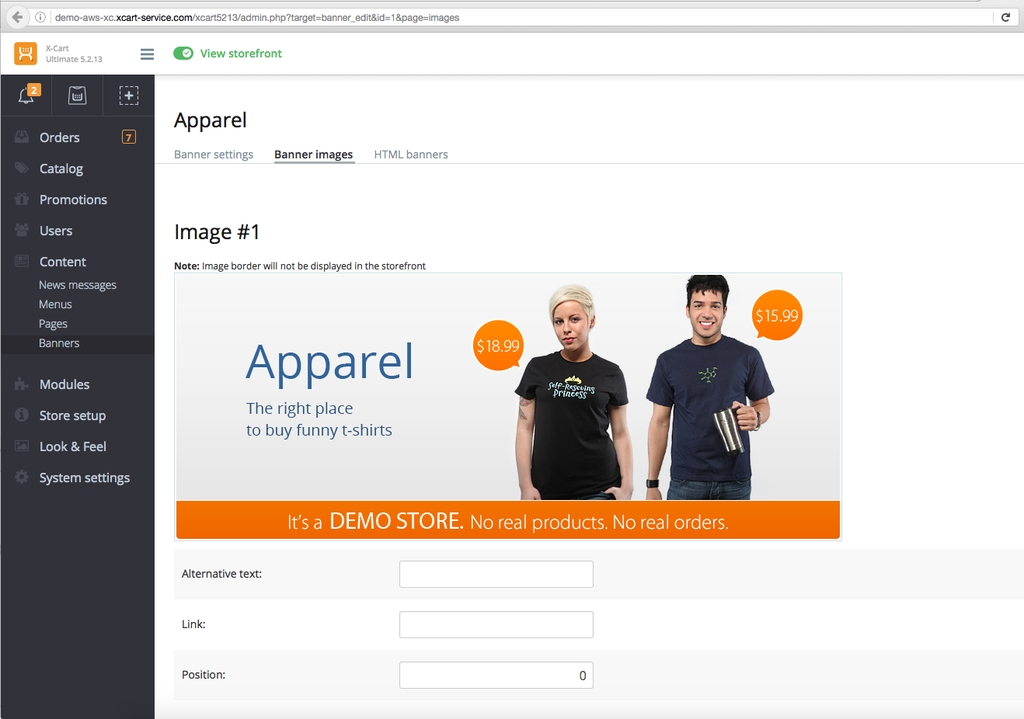 demo-aws-xc.xcart-service.com/xcart5213/admin.php?target=banner_edit&id=1&page=images
X-Cart
Ultimate 5.2.13
View storefront
2
Orders 7
Catalog
Promotions
Users
Content
News messages
Menus
Pages
Banners
Modules
Store setup
Look & Feel
System settings
Apparel
Banner settings Banner images HTML banners
Image #1
Note: Image border will not be displayed in the storefront
$15.99
$18.99
Apparel
Self-Rescuing
Princess
The right place
to buy funny t-shirts
It's a DEMO STORE. No real products. No real orders.
Alternative text:
Link:
Position: 0